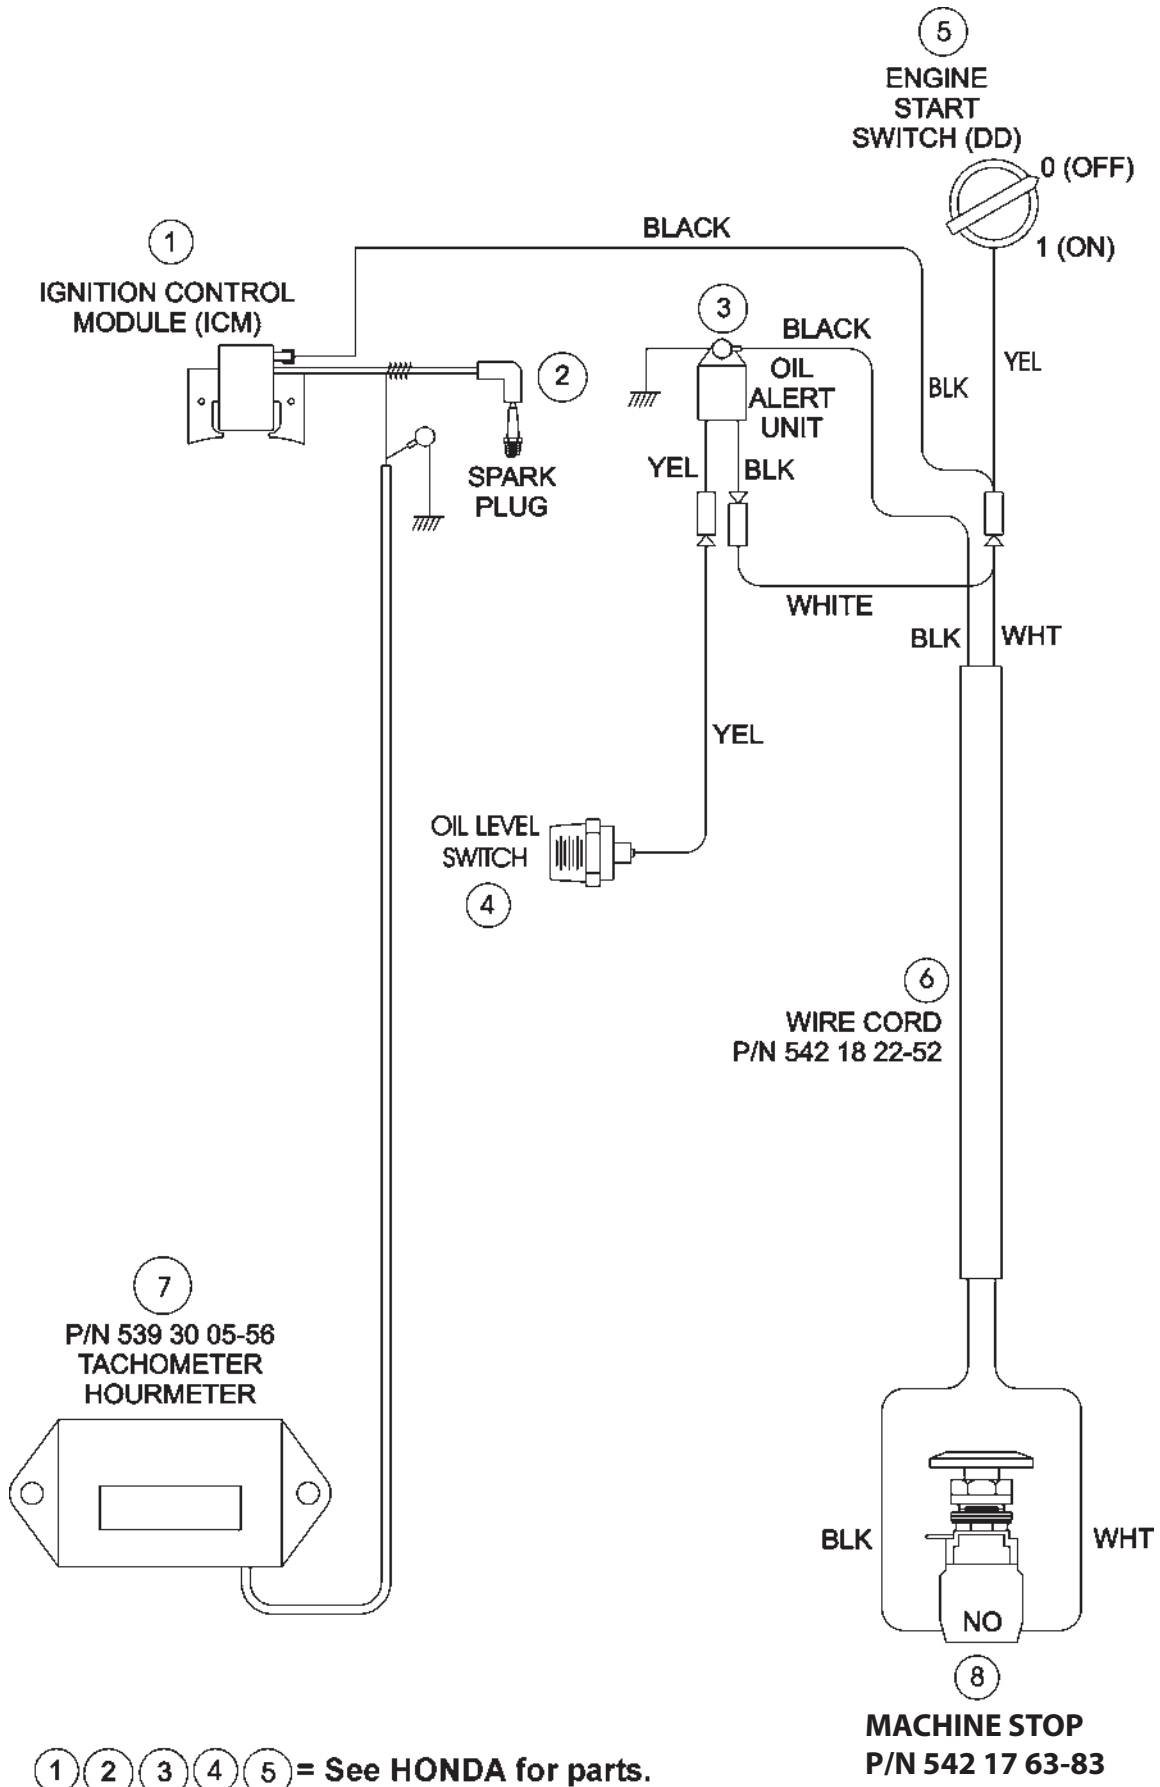 5
ENGINE
START
SWITCH (DD)
0 (OFF)
1 (ON)
BLACK
1
IGNITION CONTROL
MODULE (ICM)
3
BLACK
OIL
ALERT
UNIT
YEL
BLK
2
SPARK
PLUG
YEL
BLK
WHITE
BLK
WHT
YEL
OIL LEVEL
SWITCH
4
6
WIRE CORD
P/N 542 18 22-52
7
P/N 539 30 05-56
TACHOMETER
HOURMETER
BLK
WHT
NO
8
MACHINE STOP
P/N 542 17 63-83
1 2 3 4 5 = See HONDA for parts.